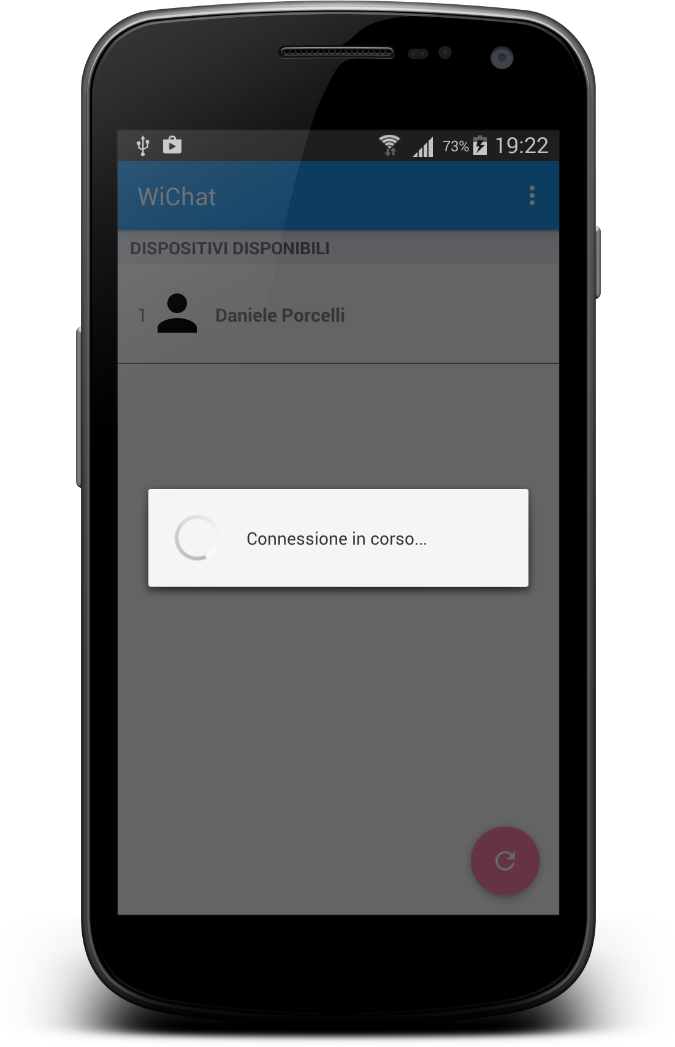 73% 19:22
WiChat
DISPOSITIVI DISPONIBILI
1 Daniele Porcelli
Connessione in corso...